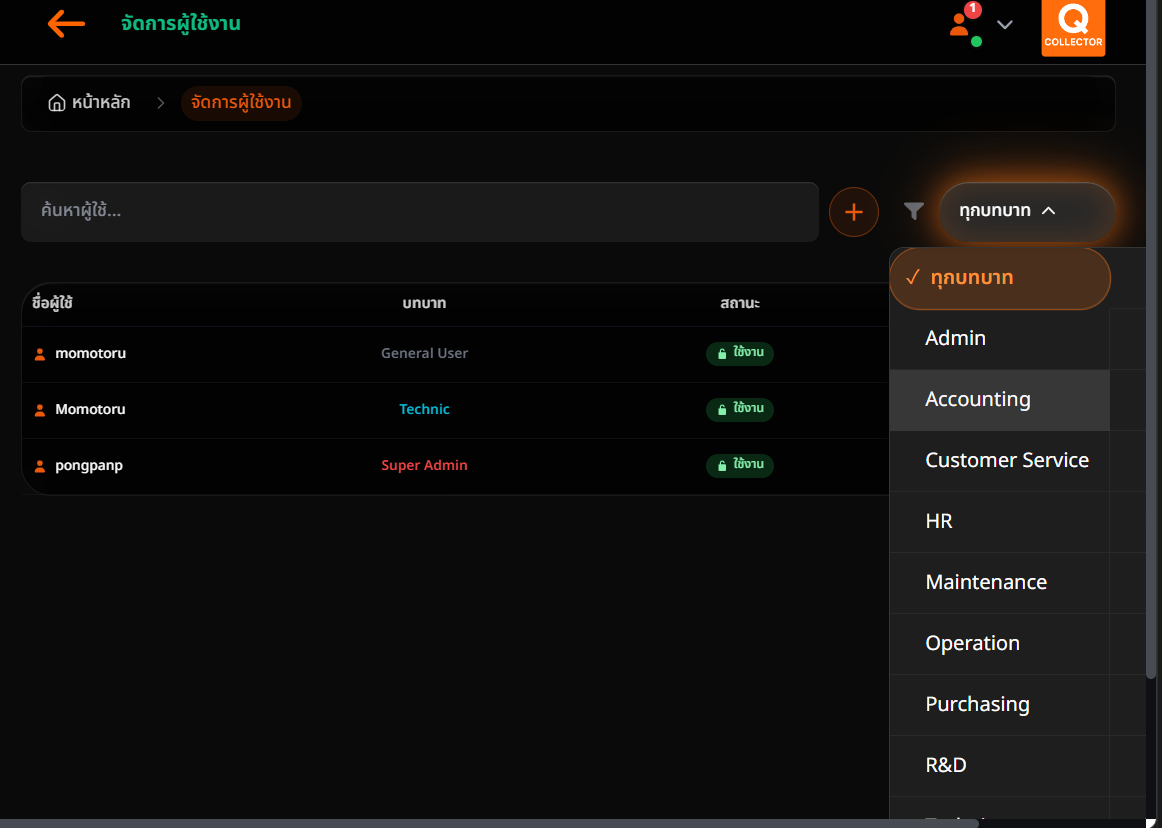 จัดการผู้ใช้งาน
1
Q
COLLECTOR
หน้าหลัก
จัดการผู้ใช้งาน
ค้นหาผู้ใช้...
ทุกบทบาท
✓ ทุกบทบาท
Admin
Accounting
Customer Service
HR
Maintenance
Operation
Purchasing
R&D
ชื่อผู้ใช้ บทบาท สถานะ
momotoru General User ใช้งาน
Momotoru Technic ใช้งาน
pongpanp Super Admin ใช้งาน